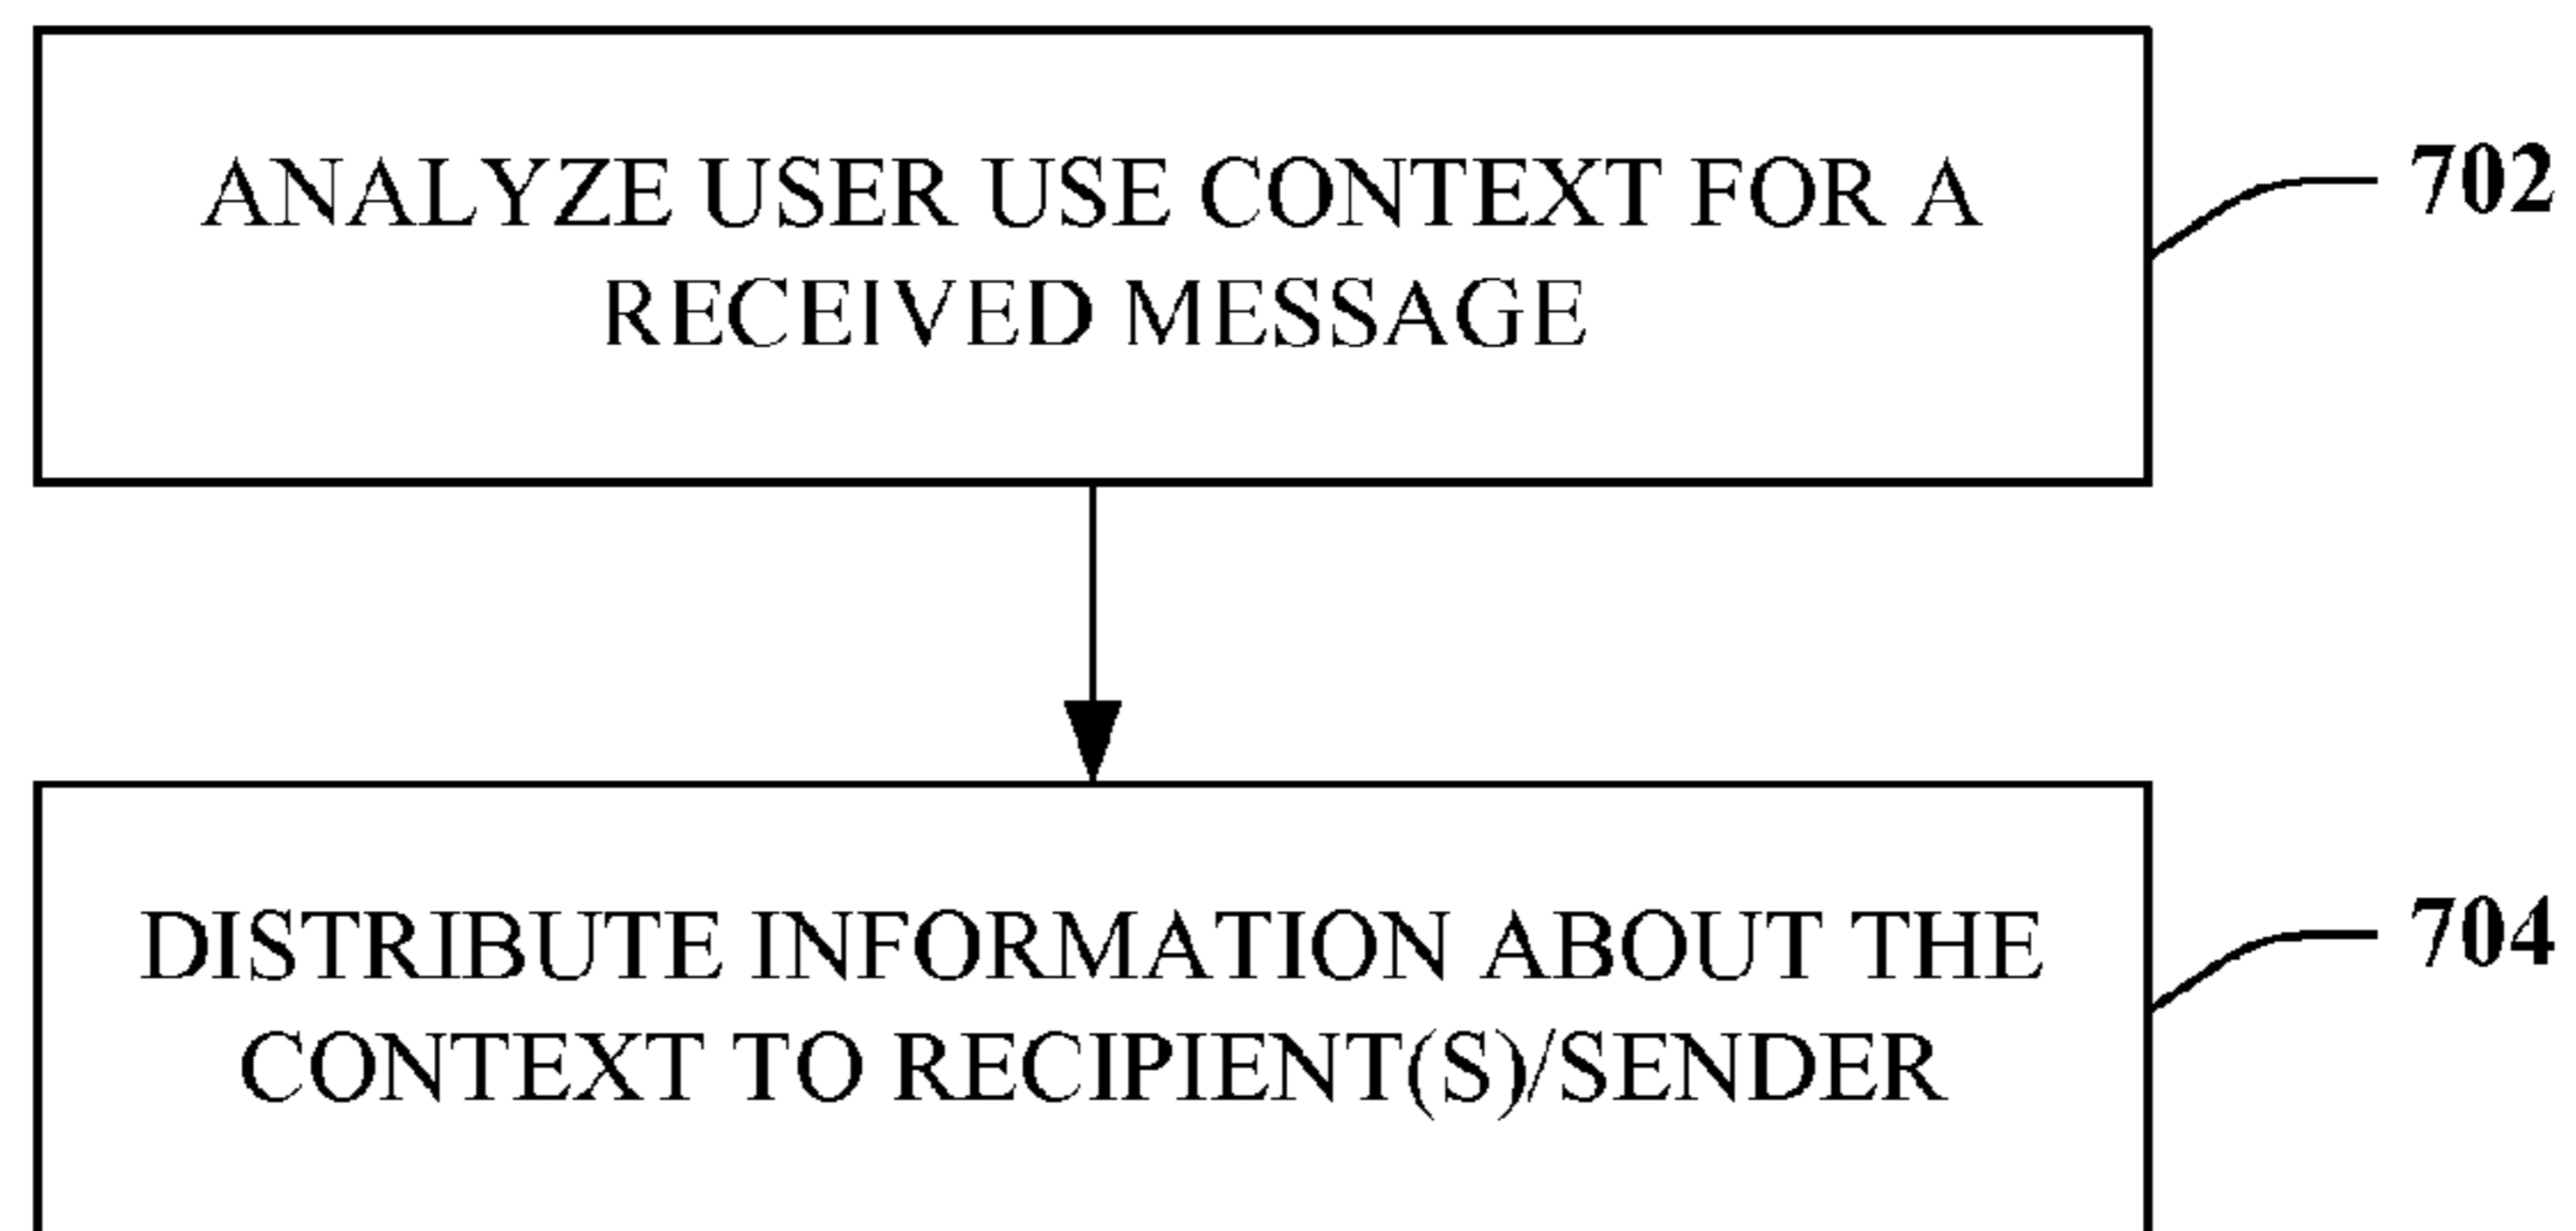 ANALYZE USER USE CONTEXT FOR A
RECEIVED MESSAGE
702
DISTRIBUTE INFORMATION ABOUT THE
CONTEXT TO RECIPIENT(S)/SENDER
704